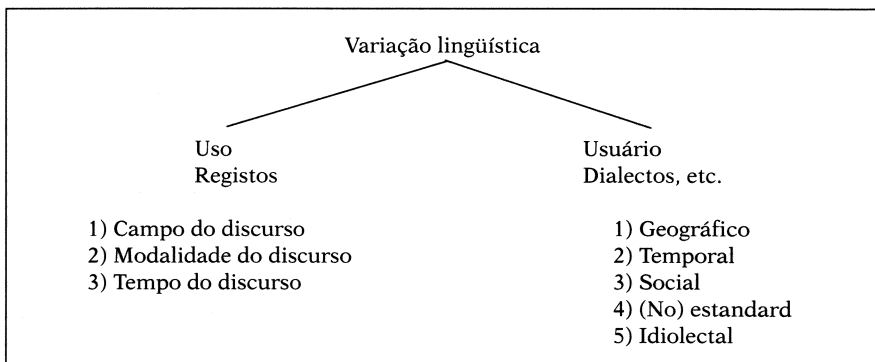 Variação lingüística
Uso
Registos
1) Campo do discurso
2) Modalidade do discurso
3) Tempo do discurso
Usuário
Dialectos, etc.
1) Geográfico
2) Temporal
3) Social
4) (No) estandard
5) Idiolectal